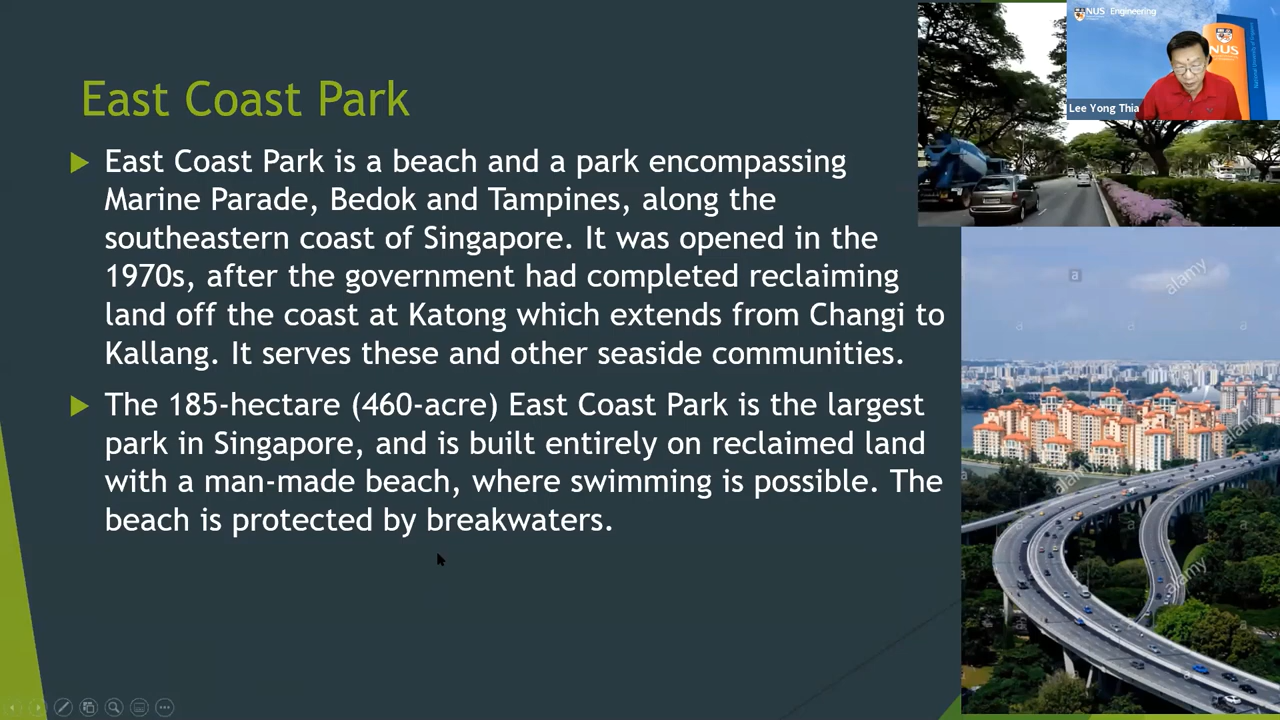 East Coast Park
East Coast Park is a beach and a park encompassing
Marine Parade, Bedok and Tampines, along the
southeastern coast of Singapore. It was opened in the
1970s, after the government had completed reclaiming
land off the coast at Katong which extends from Changi to
Kallang. It serves these and other seaside communities.
The 185-hectare (460-acre) East Coast Park is the largest
park in Singapore, and is built entirely on reclaimed land
with a man-made beach, where swimming is possible. The
beach is protected by breakwaters.
NUS Engineering
NUS
Lee Yong Thia
a
alamy
a
a
a
alamy
alamy
a
a
a
alamy
a
a
a